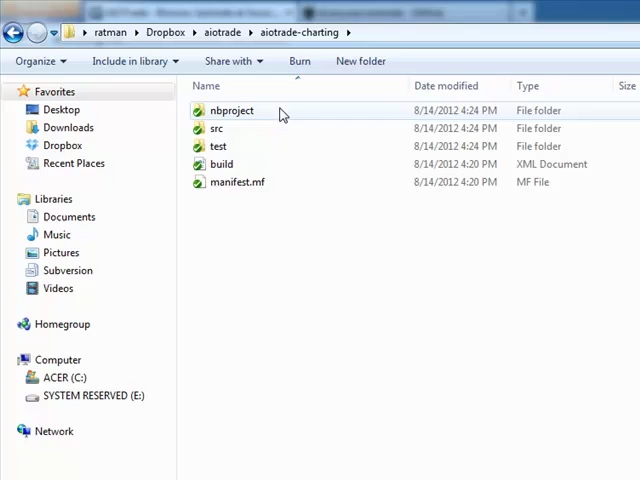 ratman ▸ Dropbox ▸ aiotrade ▸ aiotrade-charting ▸
Organize ▾ Include in library ▾ Share with ▾ Burn New folder
Name Date modified Type Size
Favorites
Desktop
Downloads
Dropbox
Recent Places
Libraries
Documents
Music
Pictures
Subversion
Videos
Homegroup
Computer
ACER (C:)
SYSTEM RESERVED (E:)
Network
nbproject 8/14/2012 4:24 PM File folder
src 8/14/2012 4:24 PM File folder
test 8/14/2012 4:24 PM File folder
build 8/14/2012 4:20 PM XML Document
manifest.mf 8/14/2012 4:20 PM MF File